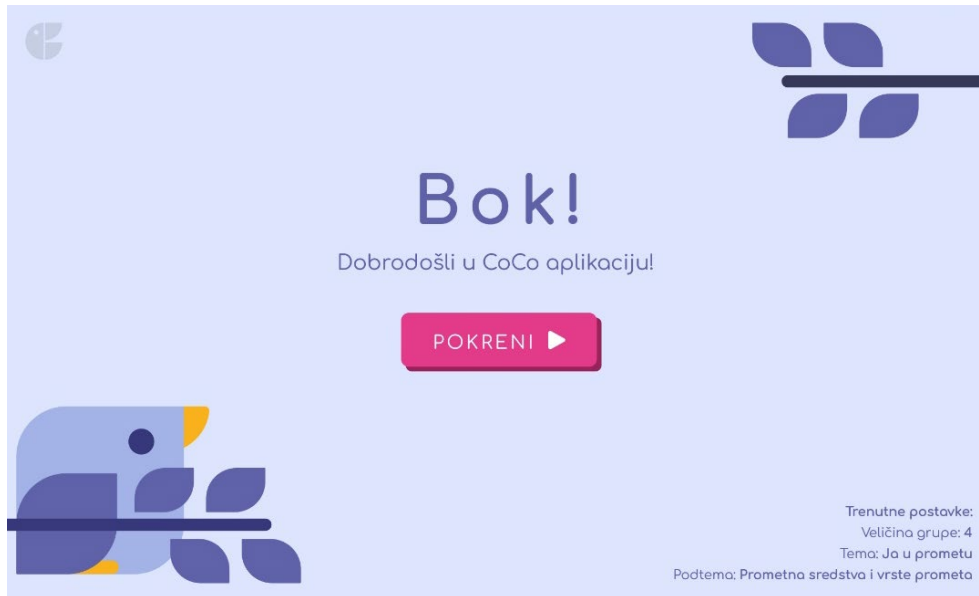 Bok!
Dobrodošli u CoCo aplikaciju!
POKRENI
Trenutne postavke:
Veličina grupe: 4
Tema: Ja u prometu
Podtema: Prometna sredstva i vrste prometa